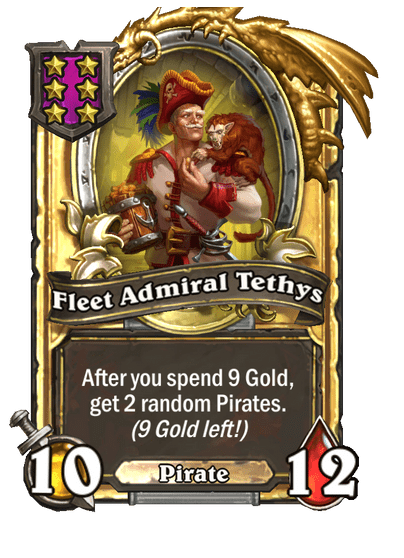 Fleet Admiral Tethys
After you spend 9 Gold,
get 2 random Pirates.
(9 Gold left!)
10
Pirate
12